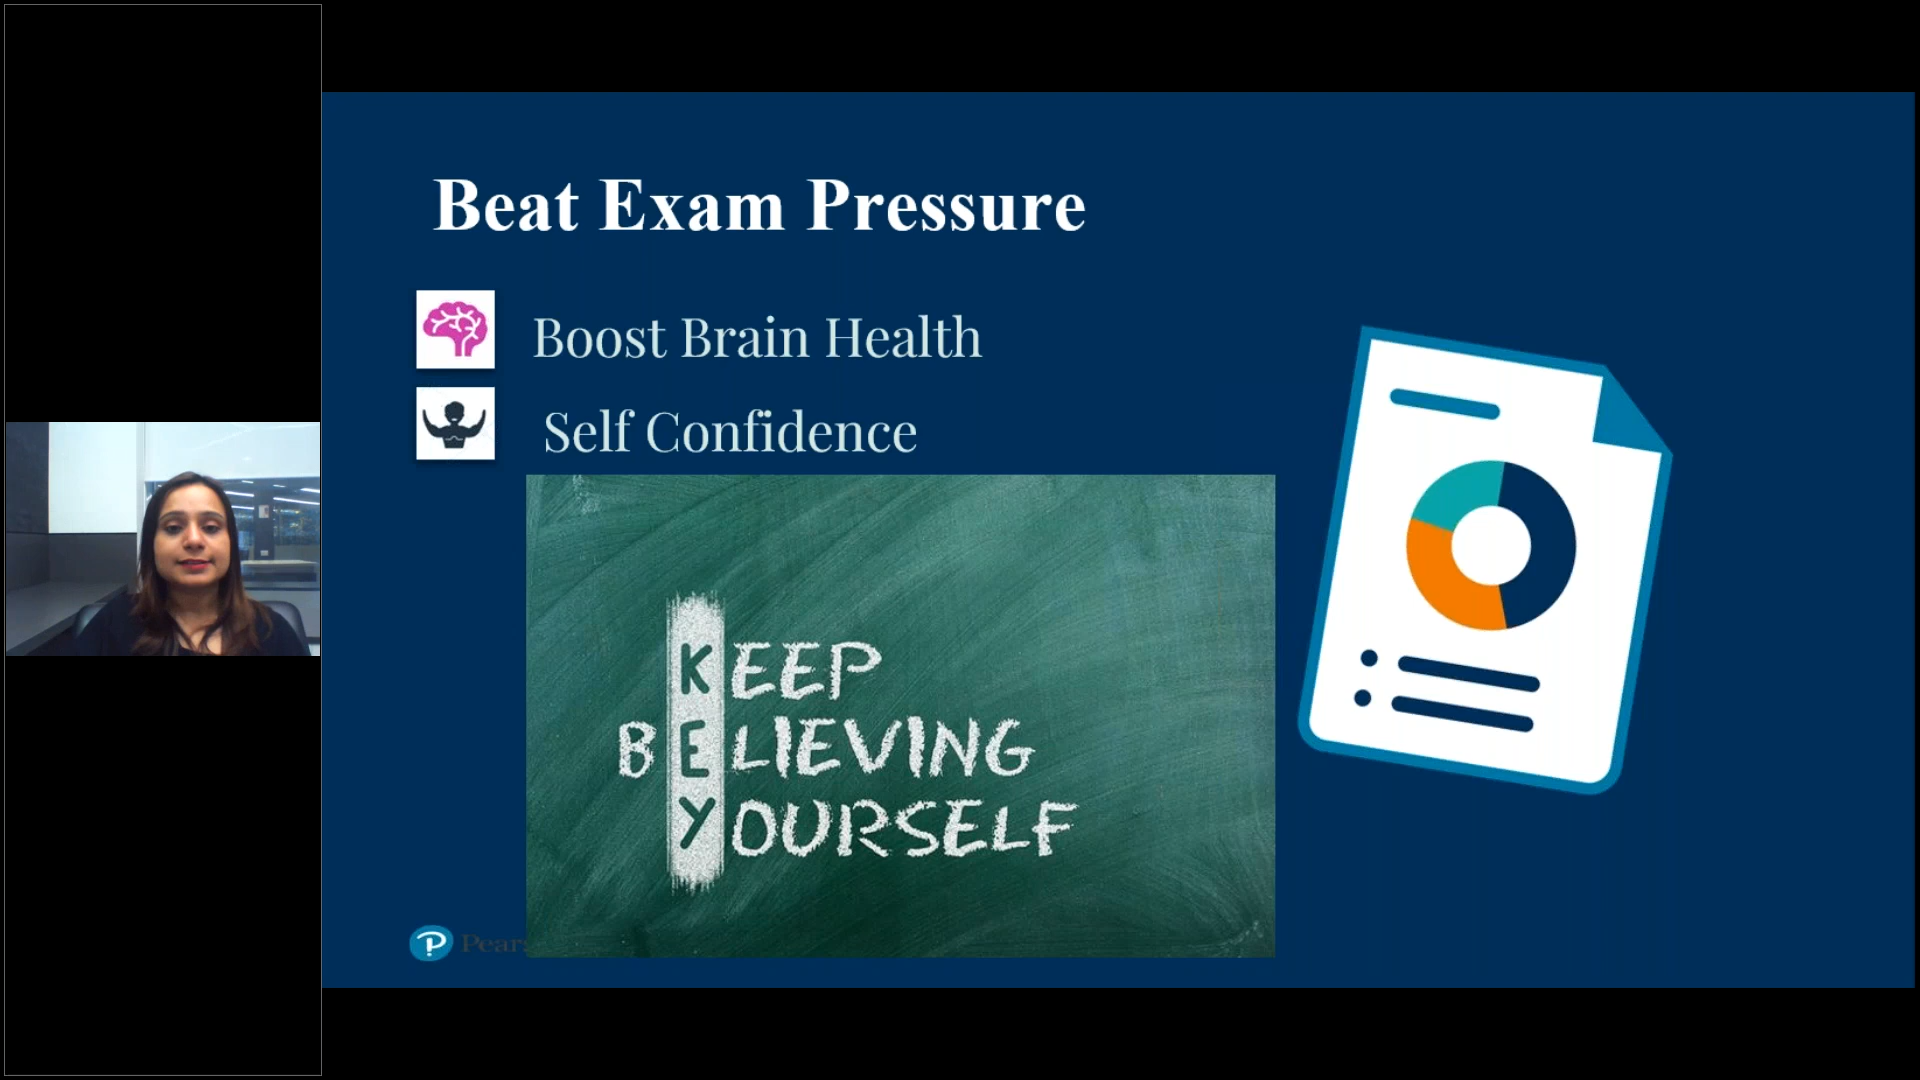 Beat Exam Pressure
Boost Brain Health
Self Confidence
KEEP
BELIEVING
YOURSELF